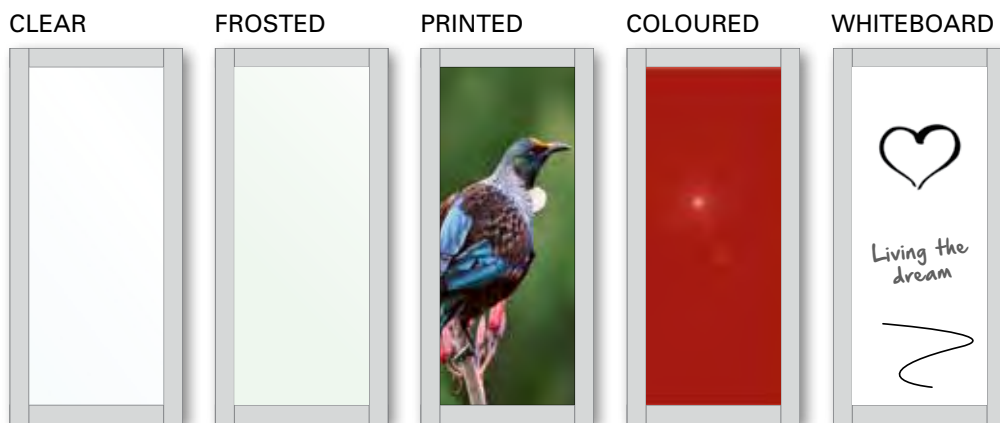 CLEAR
FROSTED
PRINTED
COLOURED
WHITEBOARD
Living the
dream